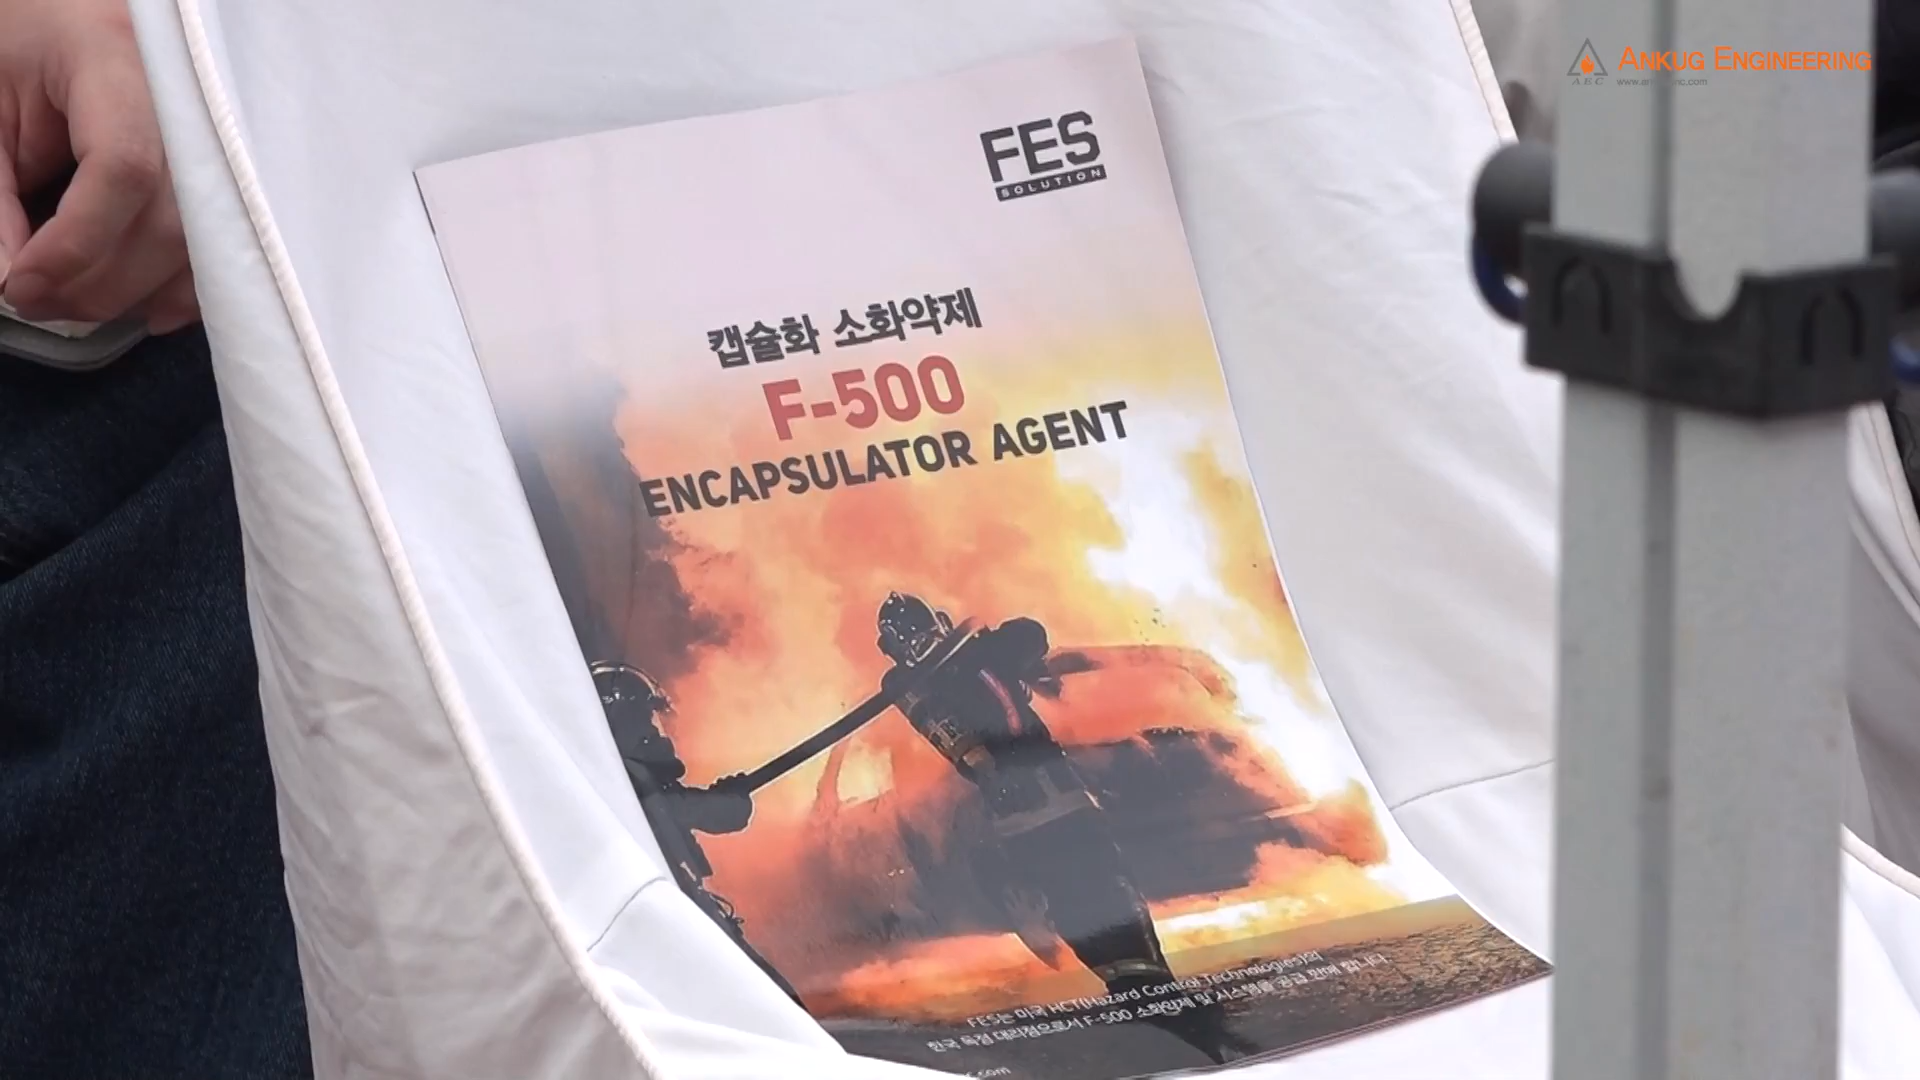 ANKUG ENGINEERING
AEC
FES
SOLUTION
캡슐화 소화약제
F-500
ENCAPSULATOR AGENT
FES는 미국 HCT(Hazard Control Technologies)의
한국 독점 대리점으로서 F-500 소화약제 및 시스템을 공급 판매 합니다.
.com